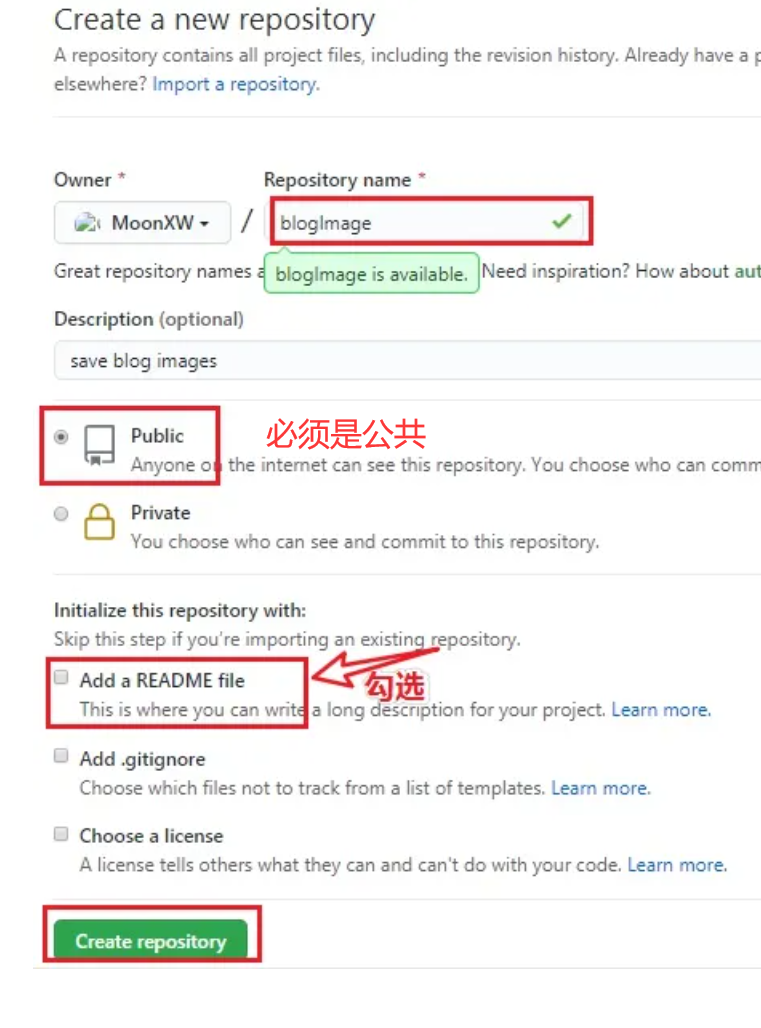 Create a new repository
A repository contains all project files, including the revision history. Already have a p
elsewhere? Import a repository.
Owner * Repository name *
MoonXW / blogImage
Great repository names a blogImage is available. Need inspiration? How about aut
Description (optional)
save blog images
Public 必须是公共
Anyone on the internet can see this repository. You choose who can comm
Private
You choose who can see and commit to this repository.
Initialize this repository with:
Skip this step if you're importing an existing repository.
Add a README file
勾选
This is where you can write a long description for your project. Learn more.
Add .gitignore
Choose which files not to track from a list of templates. Learn more.
Choose a license
A license tells others what they can and can't do with your code. Learn more.
Create repository